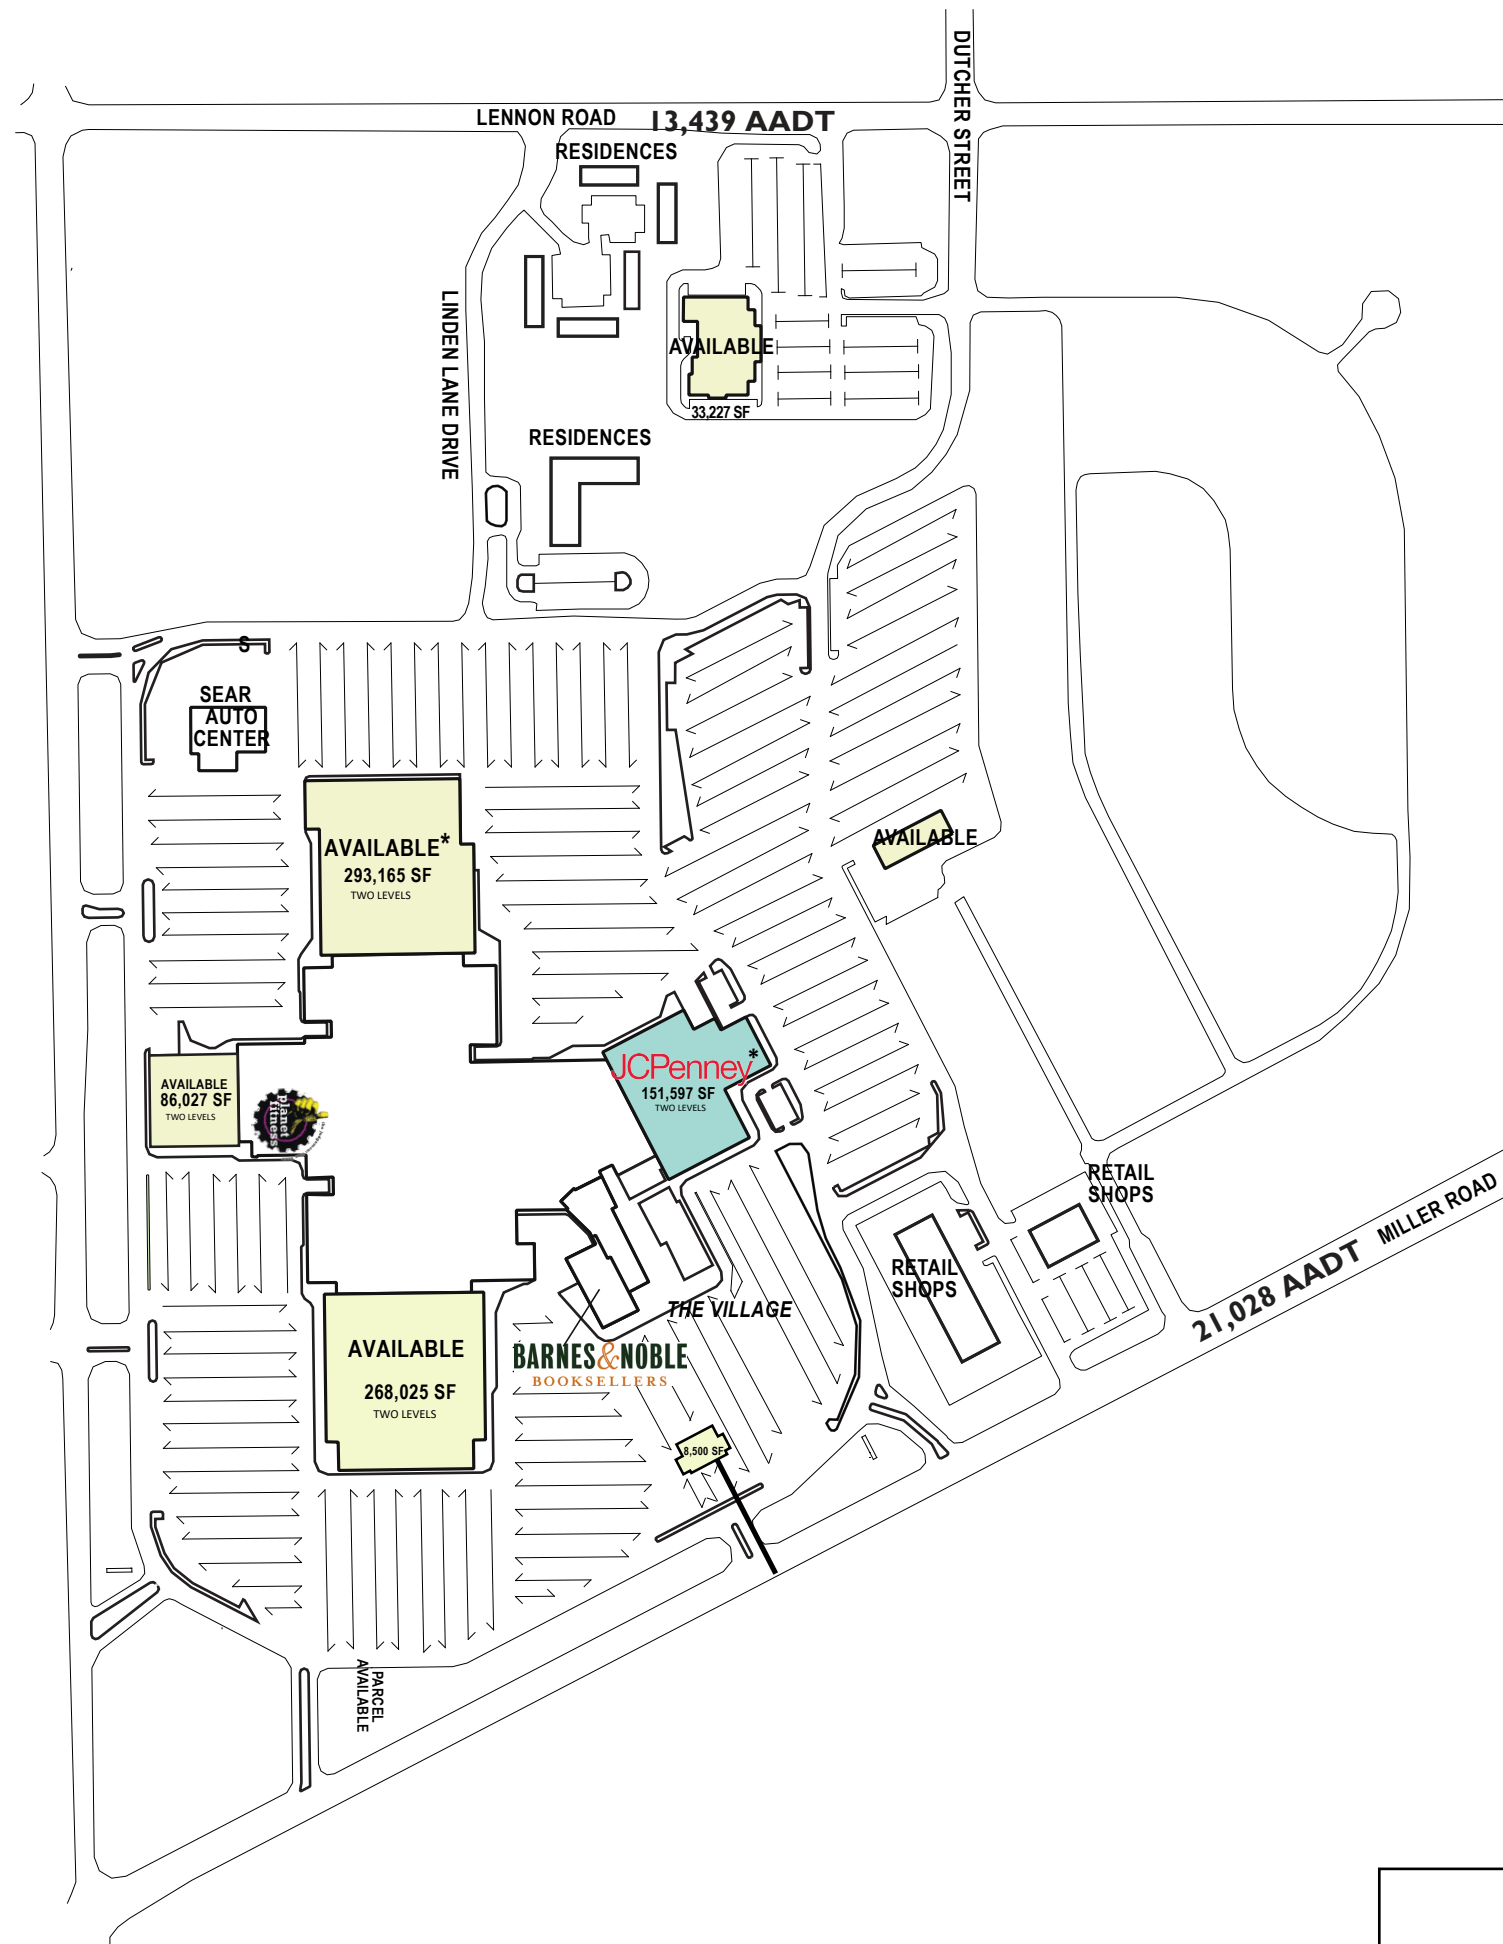 DUTCHER STREET
LENNON ROAD
13,439 AADT
RESIDENCES
LINDEN LANE DRIVE
AVAILABLE
33,227 SF
RESIDENCES
S
SEAR
AUTO
CENTER
AVAILABLE*
293,165 SF
TWO LEVELS
AVAILABLE
JCPenney*
151,597 SF
TWO LEVELS
AVAILABLE
86,027 SF
TWO LEVELS
planet
fitness
RETAIL
SHOPS
MILLER ROAD
21,028 AADT
RETAIL
SHOPS
THE VILLAGE
BARNES&NOBLE
BOOKSELLERS
AVAILABLE
268,025 SF
TWO LEVELS
8,500 SF
PARCEL
AVAILABLE